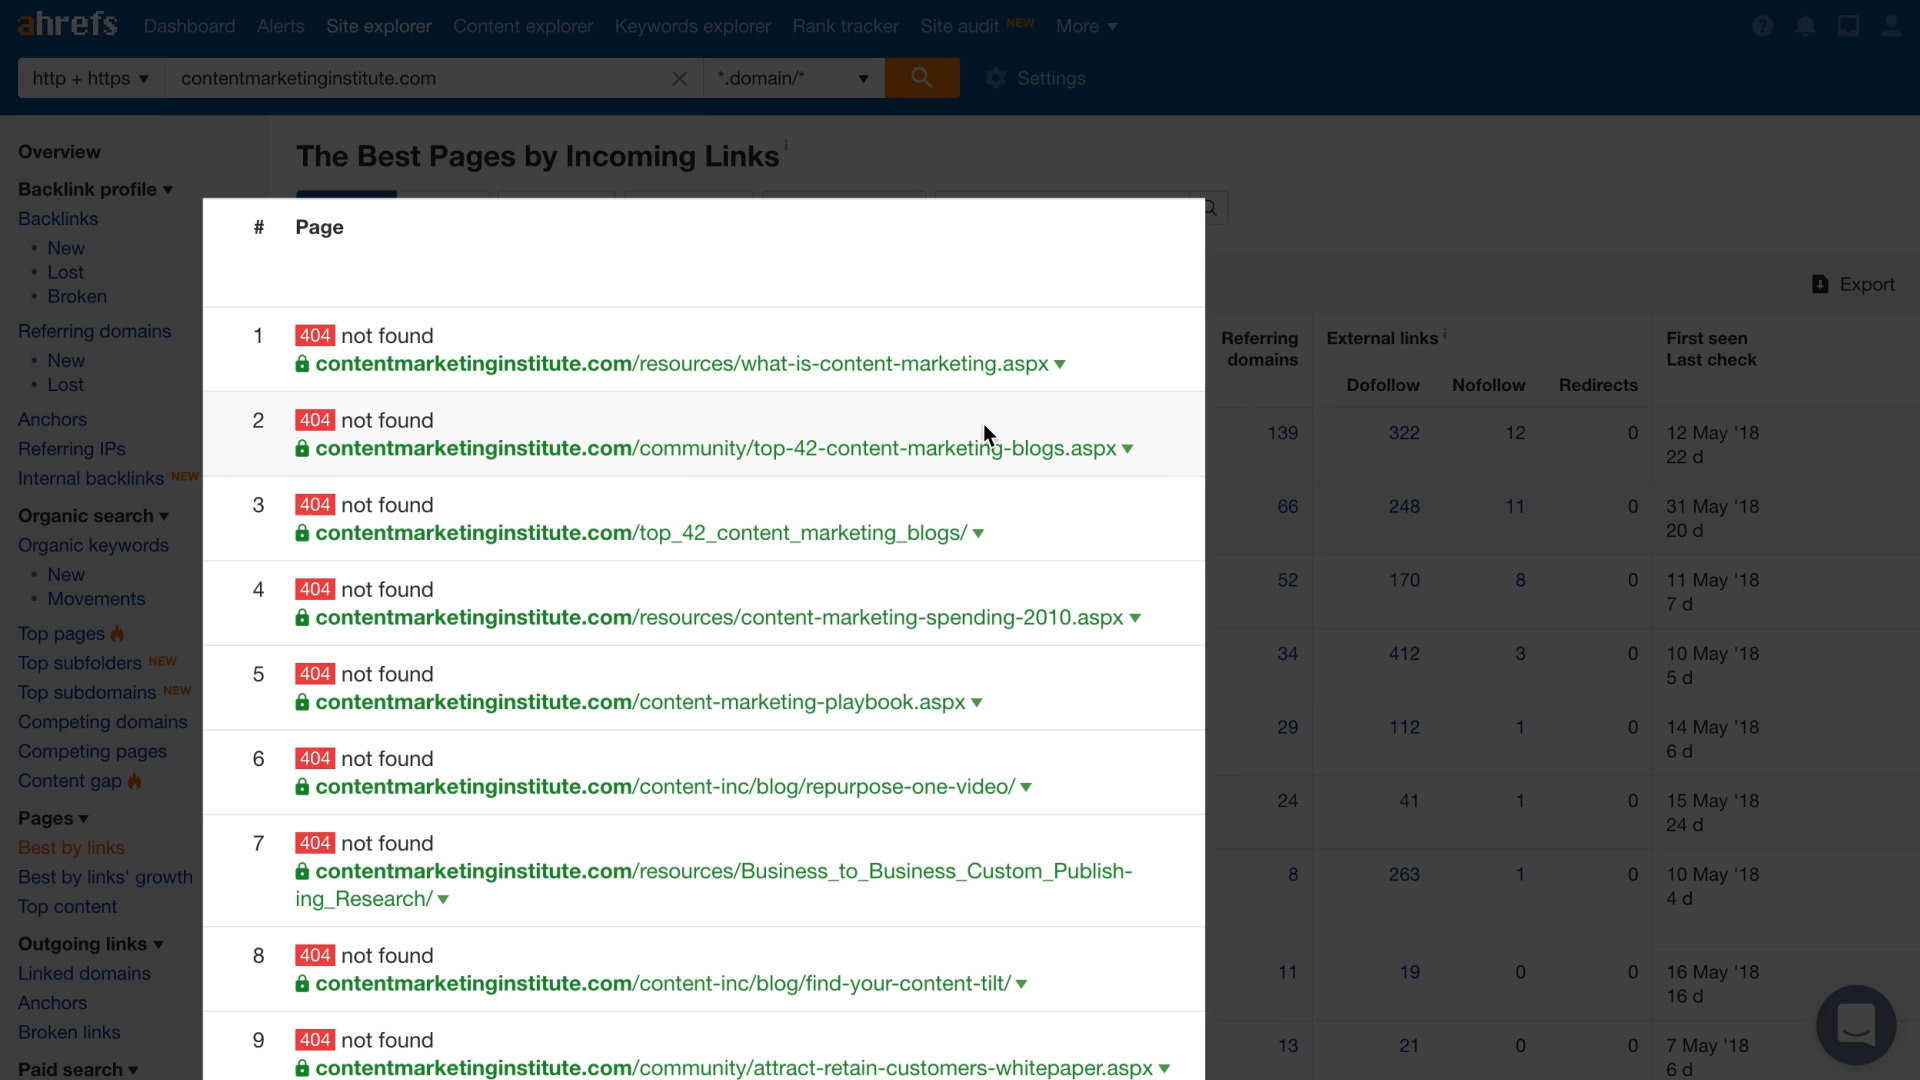 ahrefs Dashboard Alerts Site explorer Content explorer Keywords explorer Rank tracker Site audit NEW More
http + https contentmarketinginstitute.com *.domain/* Settings
Overview
Backlink profile
Backlinks
• New
• Lost
• Broken
Referring domains
• New
• Lost
Anchors
Referring IPs
Internal backlinks NEW
Organic search
Organic keywords
• New
• Movements
Top pages
Top subfolders NEW
Top subdomains NEW
Competing domains
Competing pages
Content gap
Pages
Best by links
Best by links' growth
Top content
Outgoing links
Linked domains
Anchors
Broken links
Paid search
The Best Pages by Incoming Links i
Export
# Page
1 404 not found
contentmarketinginstitute.com/resources/what-is-content-marketing.aspx
2 404 not found
contentmarketinginstitute.com/community/top-42-content-marketing-blogs.aspx
3 404 not found
contentmarketinginstitute.com/top_42_content_marketing_blogs/
4 404 not found
contentmarketinginstitute.com/resources/content-marketing-spending-2010.aspx
5 404 not found
contentmarketinginstitute.com/content-marketing-playbook.aspx
6 404 not found
contentmarketinginstitute.com/content-inc/blog/repurpose-one-video/
7 404 not found
contentmarketinginstitute.com/resources/Business_to_Business_Custom_Publish-
ing_Research/
8 404 not found
contentmarketinginstitute.com/content-inc/blog/find-your-content-tilt/
9 404 not found
contentmarketinginstitute.com/community/attract-retain-customers-whitepaper.aspx
Referring External links i First seen
domains Last check
Dofollow Nofollow Redirects
139 322 12 0 12 May '18
22 d
66 248 11 0 31 May '18
20 d
52 170 8 0 11 May '18
7 d
34 412 3 0 10 May '18
5 d
29 112 1 0 14 May '18
6 d
24 41 1 0 15 May '18
24 d
8 263 1 0 10 May '18
4 d
11 19 0 0 16 May '18
16 d
13 21 0 0 7 May '18
6 d